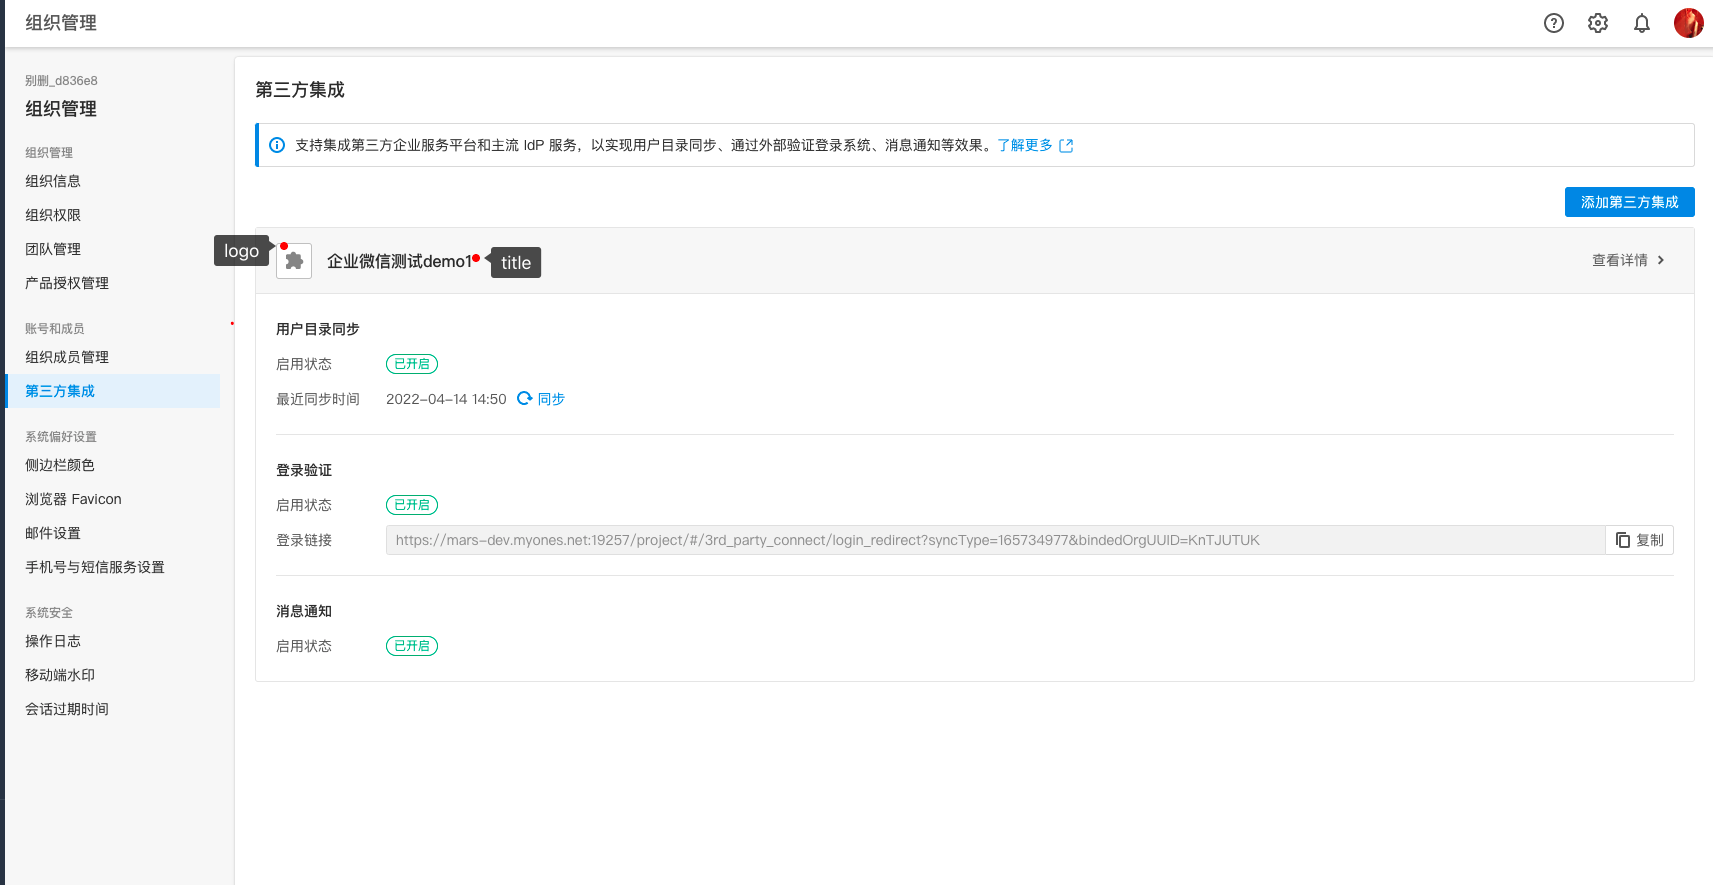 组织管理
别删_d836e8
组织管理
组织管理
组织信息
组织权限
团队管理
产品授权管理
账号和成员
组织成员管理
第三方集成
系统偏好设置
侧边栏颜色
浏览器 Favicon
邮件设置
手机号与短信服务设置
系统安全
操作日志
移动端水印
会话过期时间
第三方集成
支持集成第三方企业服务平台和主流 IdP 服务，以实现用户目录同步、通过外部验证登录系统、消息通知等效果。了解更多
添加第三方集成
logo
企业微信测试demo1
title
查看详情
用户目录同步
启用状态 已开启
最近同步时间 2022-04-14 14:50 同步
登录验证
启用状态 已开启
登录链接 https://mars-dev.myones.net:19257/project/#/3rd_party_connect/login_redirect?syncType=165734977&bindedOrgUUID=KnTJUTUK 复制
消息通知
启用状态 已开启